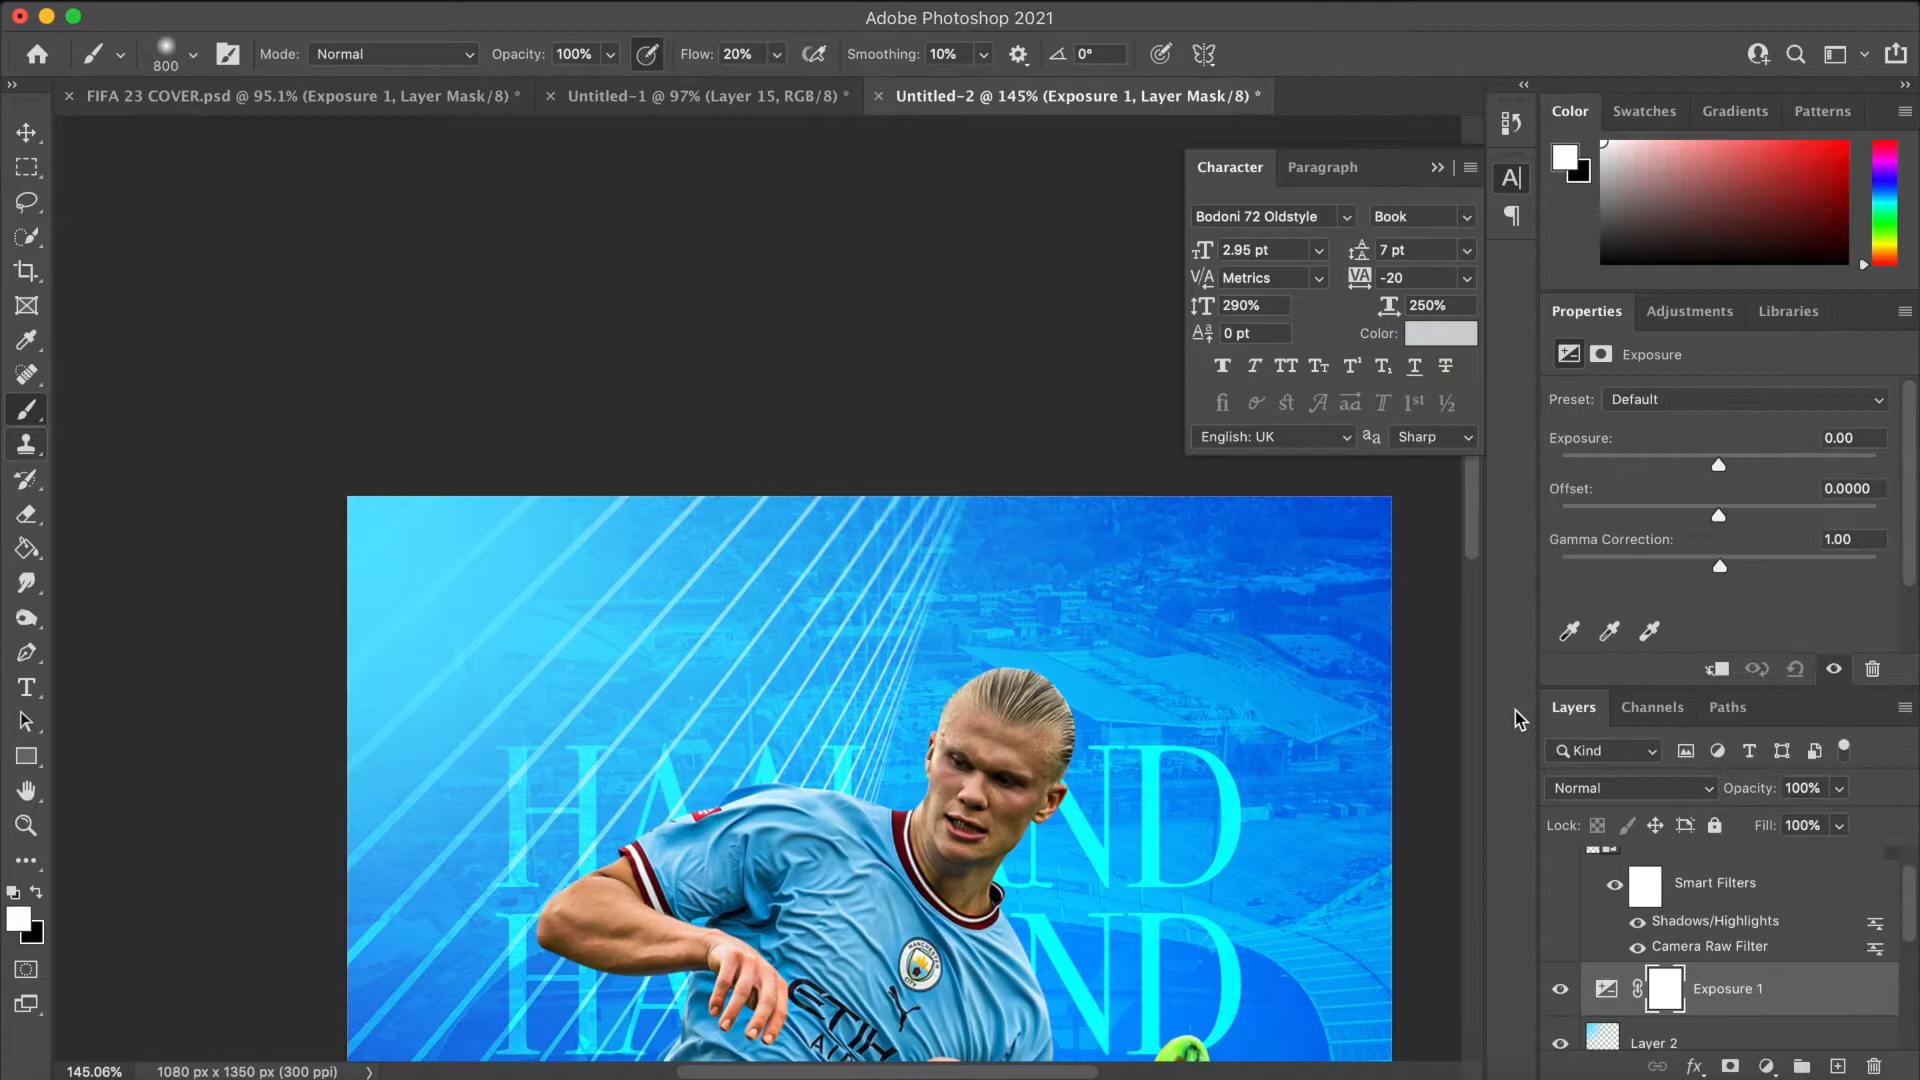 Adobe Photoshop 2021
800
Mode: Normal
Opacity: 100%
Flow: 20%
Smoothing: 10%
0°
FIFA 23 COVER.psd @ 95.1% (Exposure 1, Layer Mask/8) *
Untitled-1 @ 97% (Layer 15, RGB/8) *
Untitled-2 @ 145% (Exposure 1, Layer Mask/8) *
Color Swatches Gradients Patterns
Character Paragraph
Bodoni 72 Oldstyle Book
2.95 pt 7 pt
Metrics -20
290% 250%
0 pt Color:
English: UK Sharp
Properties Adjustments Libraries
Exposure
Preset: Default
Exposure: 0.00
Offset: 0.0000
Gamma Correction: 1.00
Layers Channels Paths
Kind
Normal Opacity: 100%
Lock: Fill: 100%
Smart Filters
Shadows/Highlights
Camera Raw Filter
Exposure 1
Layer 2
MANCHESTER
CITY
ETIHAD
145.06% 1080 px x 1350 px (300 ppi)